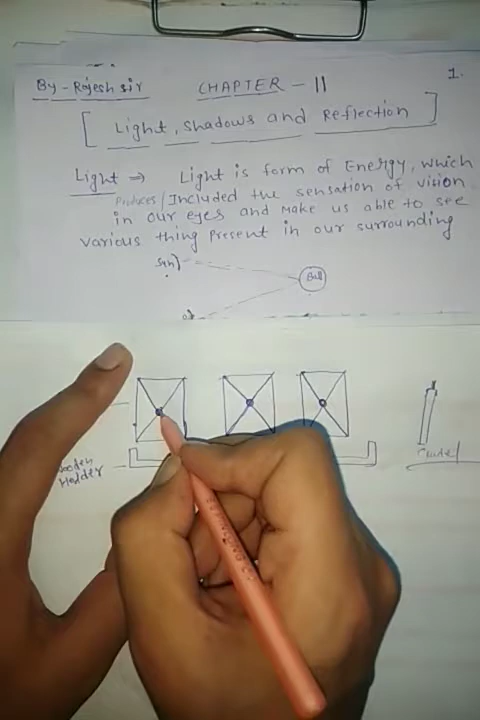 By - Rajesh sir
CHAPTER - 11
1.
[ Light, shadows and Reflection ]
Light ⇒ Light is form of Energy, which
Produces/Included the sensation of vision
in our eyes and make us able to see
various thing present in our surrounding
Sun
Ball
Wooden
Holder